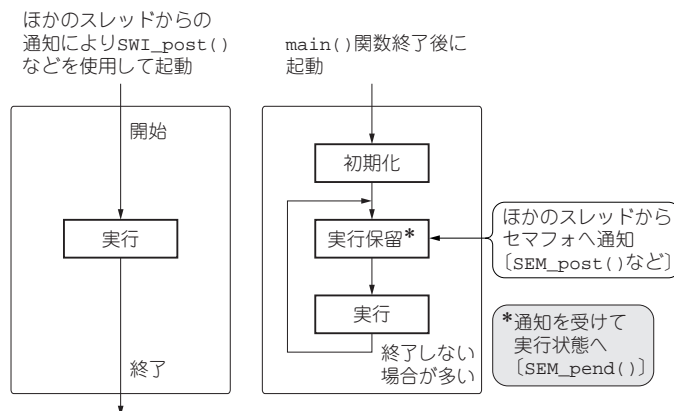 ほかのスレッドからの
通知によりSWI_post()
などを使用して起動
main()関数終了後に
起動
開始
実行
終了
初期化
実行保留*
実行
終了しない
場合が多い
ほかのスレッドから
セマフォへ通知
〔SEM_post()など〕
*通知を受けて
実行状態へ
〔SEM_pend()〕